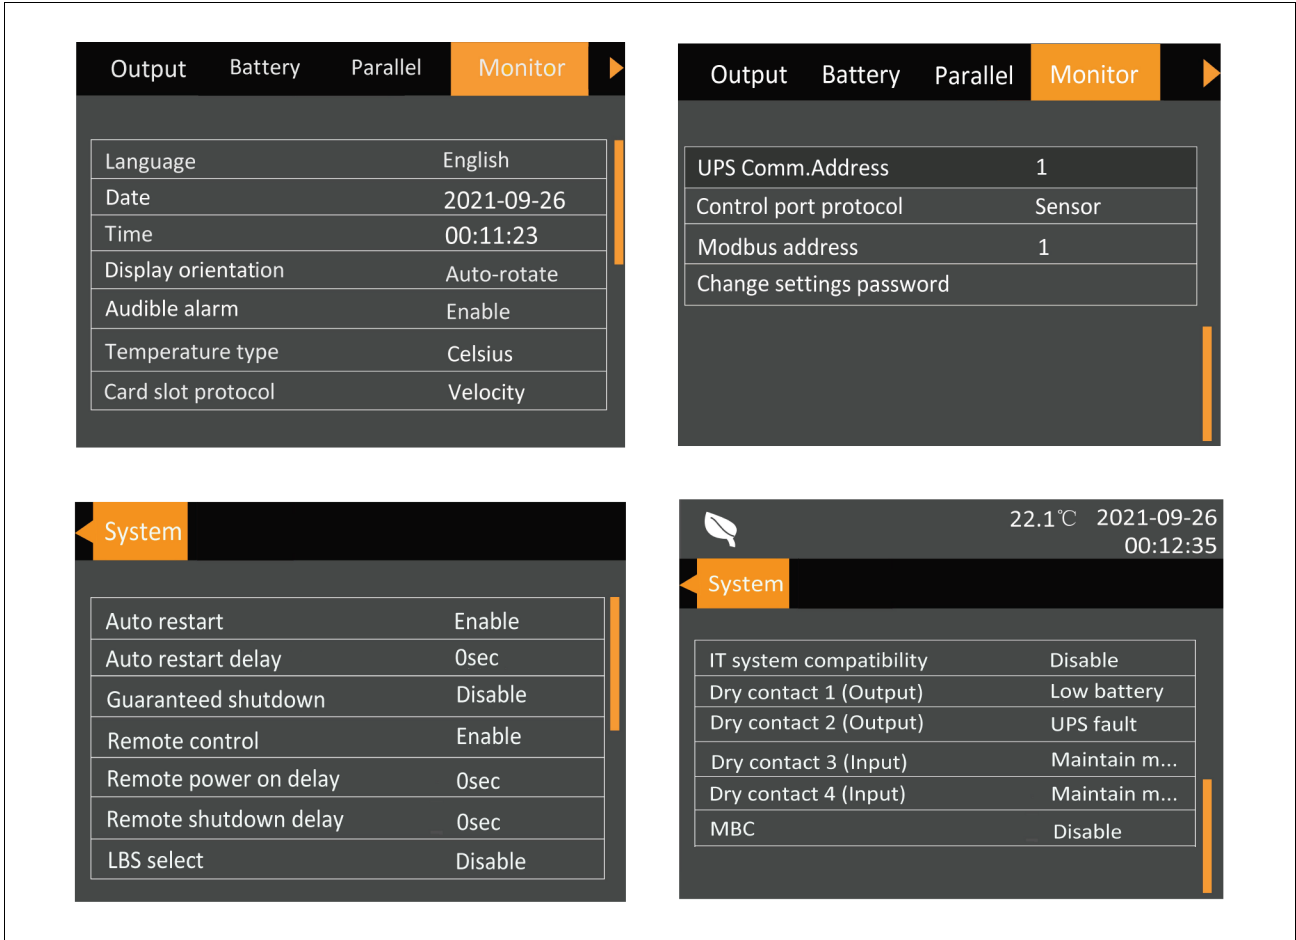 Output Battery Parallel Monitor
Language English
Date 2021-09-26
Time 00:11:23
Display orientation Auto-rotate
Audible alarm Enable
Temperature type Celsius
Card slot protocol Velocity
Output Battery Parallel Monitor
UPS Comm.Address 1
Control port protocol Sensor
Modbus address 1
Change settings password
System
Auto restart Enable
Auto restart delay 0sec
Guaranteed shutdown Disable
Remote control Enable
Remote power on delay 0sec
Remote shutdown delay 0sec
LBS select Disable
22.1℃ 2021-09-26
00:12:35
System
IT system compatibility Disable
Dry contact 1 (Output) Low battery
Dry contact 2 (Output) UPS fault
Dry contact 3 (Input) Maintain m...
Dry contact 4 (Input) Maintain m...
MBC Disable